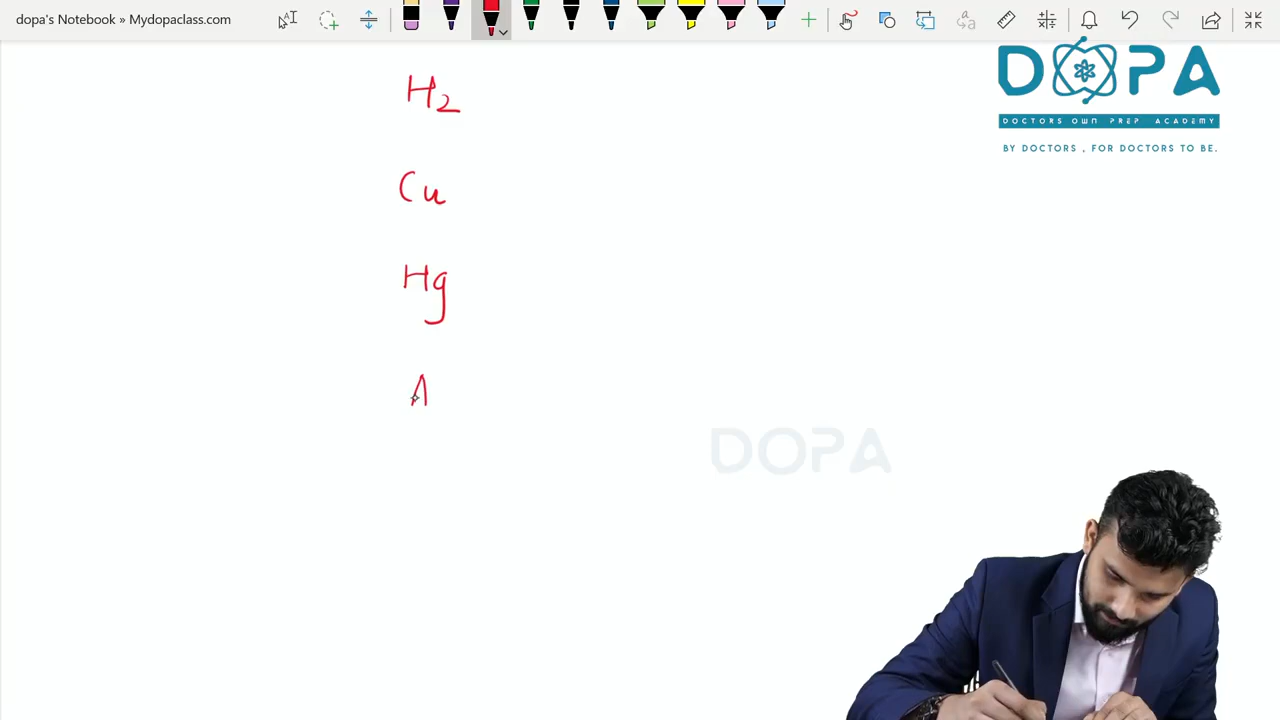 dopa's Notebook » Mydopaclass.com
DOPA
DOCTORS OWN PREP ACADEMY
BY DOCTORS , FOR DOCTORS TO BE.
H2
Cu
Hg
A
DOPA